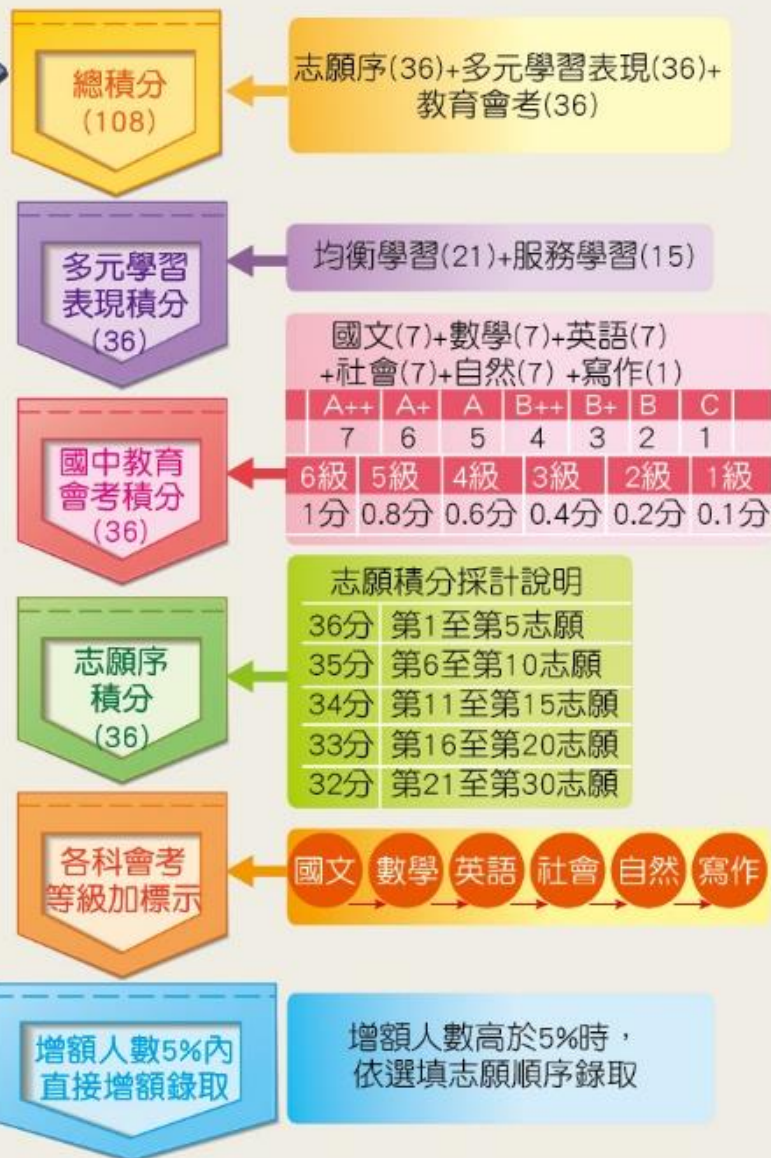 總積分
(108)
志願序(36)+多元學習表現(36)+
教育會考(36)
多元學習
表現積分
(36)
均衡學習(21)+服務學習(15)
國中教育
會考積分
(36)
國文(7)+數學(7)+英語(7)
+社會(7)+自然(7) +寫作(1)
A++ A+ A B++ B+ B C
7 6 5 4 3 2 1
6級 5級 4級 3級 2級 1級
1分 0.8分 0.6分 0.4分 0.2分 0.1分
志願序
積分
(36)
志願積分採計說明
36分 第1至第5志願
35分 第6至第10志願
34分 第11至第15志願
33分 第16至第20志願
32分 第21至第30志願
各科會考
等級加標示
國文 數學 英語 社會 自然 寫作
增額人數5%內
直接增額錄取
增額人數高於5%時，
依選填志願順序錄取